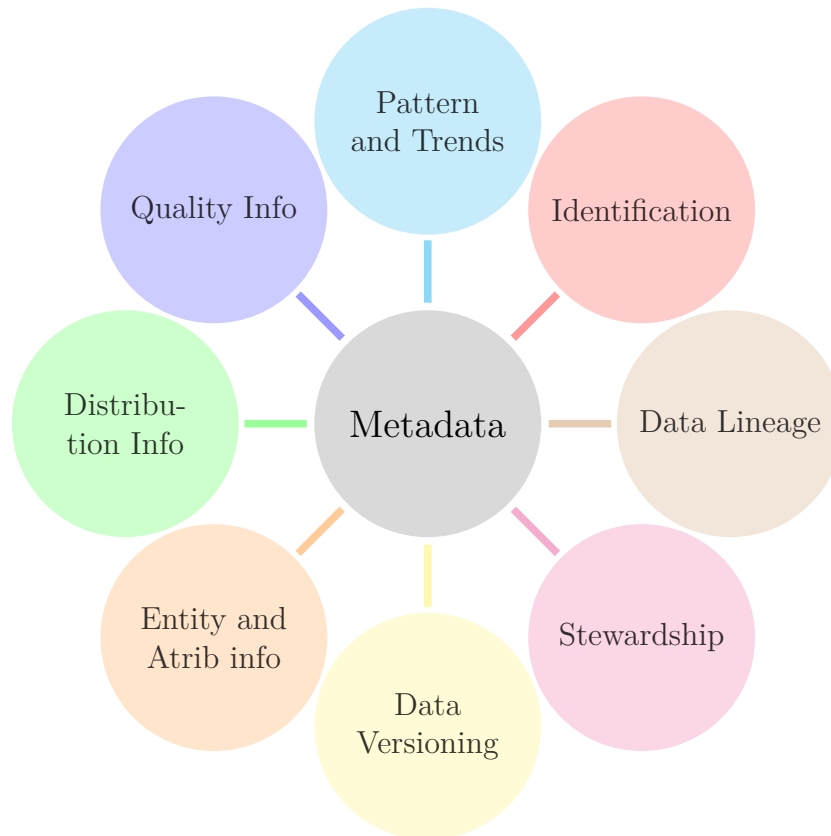 Pattern
and Trends
Quality Info
Identification
Distribu-
tion Info
Metadata
Data Lineage
Entity and
Atrib info
Stewardship
Data
Versioning